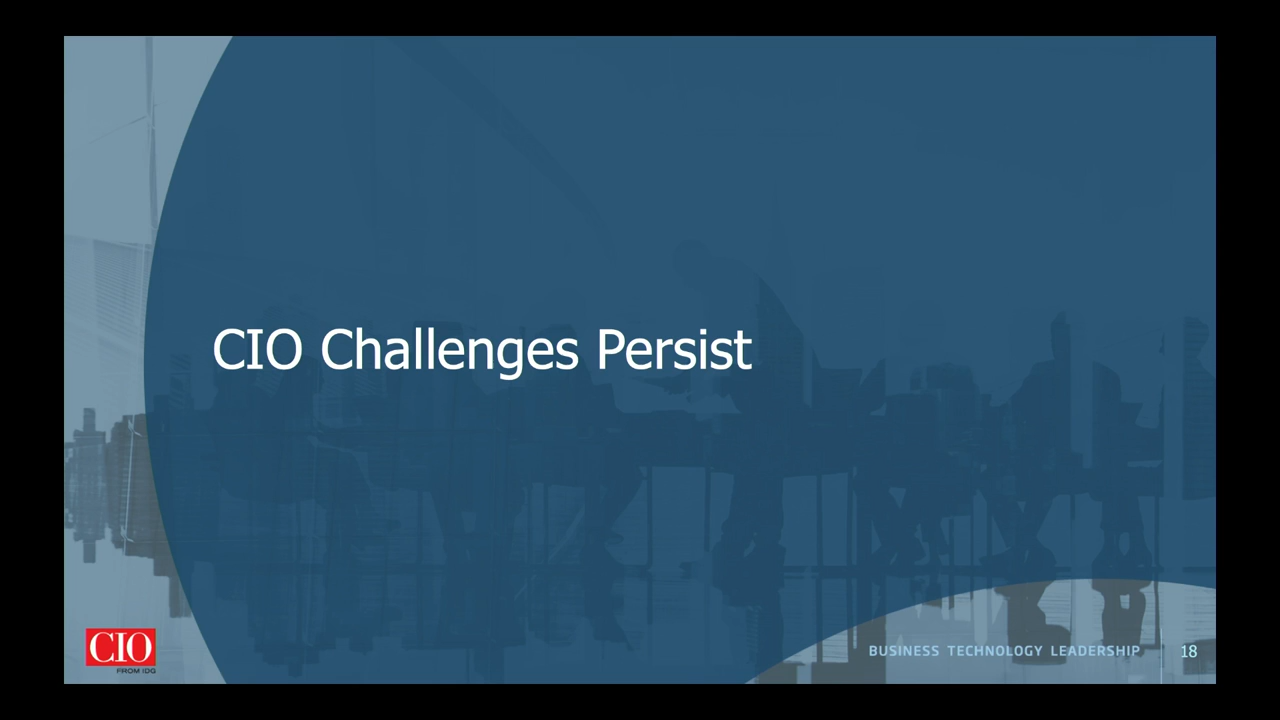 CIO Challenges Persist
CIO
FROM IDG
BUSINESS TECHNOLOGY LEADERSHIP
18